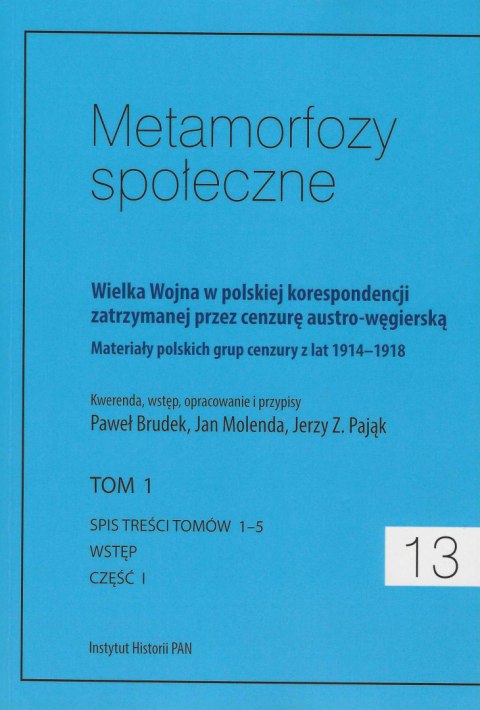 Metamorfozy
społeczne
Wielka Wojna w polskiej korespondencji
zatrzymanej przez cenzurę austro-węgierską
Materiały polskich grup cenzury z lat 1914–1918
Kwerenda, wstęp, opracowanie i przypisy
Paweł Brudek, Jan Molenda, Jerzy Z. Pająk
TOM 1
SPIS TREŚCI TOMÓW 1–5
WSTĘP
CZĘŚĆ I
13
Instytut Historii PAN